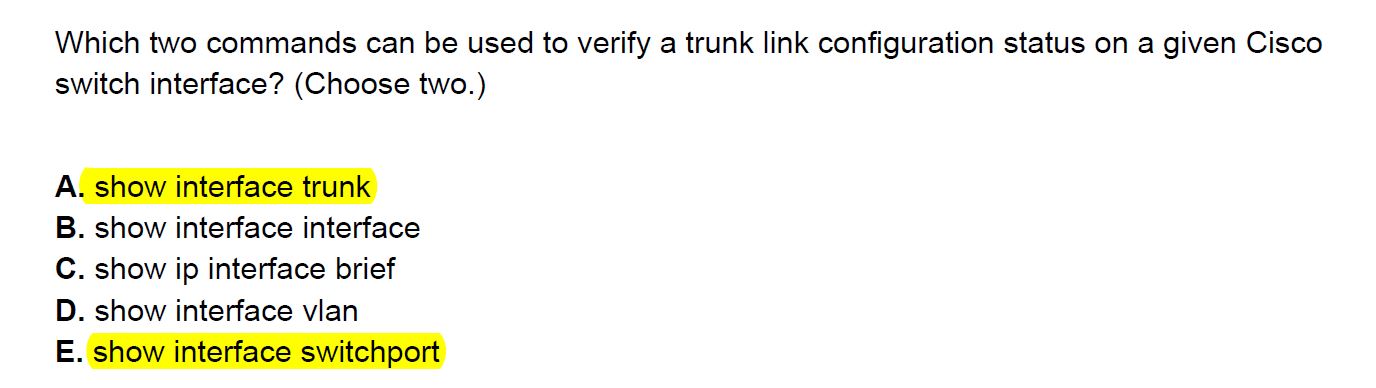 Which two commands can be used to verify a trunk link configuration status on a given Cisco
switch interface? (Choose two.)
A. show interface trunk
B. show interface interface
C. show ip interface brief
D. show interface vlan
E. show interface switchport